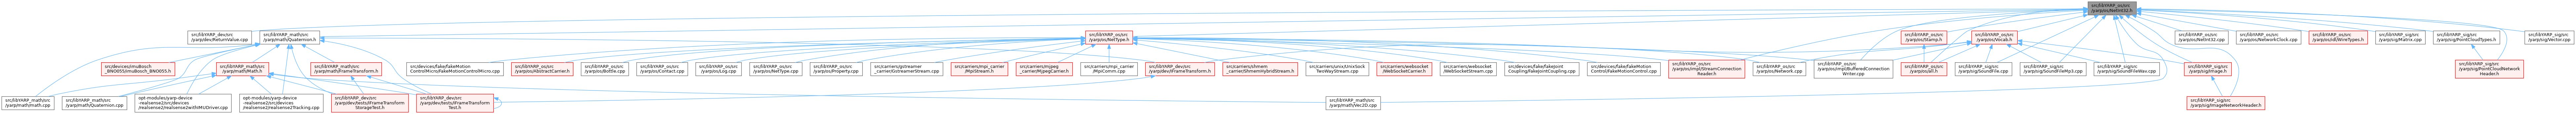 src/libYARP_os/src
/yarp/os/NetInt32.h
src/libYARP_dev/src
/yarp/dev/ReturnValue.cpp
src/libYARP_math/src
/yarp/math/Quaternion.h
src/libYARP_os/src
/yarp/os/NetType.h
src/libYARP_os/src
/yarp/os/Stamp.h
src/libYARP_os/src
/yarp/os/Vocab.h
src/libYARP_os/src
/yarp/os/NetInt32.cpp
src/libYARP_os/src
/yarp/os/NetworkClock.cpp
src/libYARP_os/src
/yarp/os/idl/WireTypes.h
src/libYARP_sig/src
/yarp/sig/Matrix.cpp
src/libYARP_sig/src
/yarp/sig/PointCloudTypes.h
src/libYARP_sig/src
/yarp/sig/Vector.cpp
src/devices/imuBosch
_BNO055/imuBosch_BNO055.h
src/libYARP_math/src
/yarp/math/Math.h
src/libYARP_math/src
/yarp/math/FrameTransform.h
src/devices/fake/fakeMotion
ControlMicro/FakeMotionControlMicro.cpp
src/libYARP_os/src
/yarp/os/AbstractCarrier.h
src/libYARP_os/src
/yarp/os/Bottle.cpp
src/libYARP_os/src
/yarp/os/Contact.cpp
src/libYARP_os/src
/yarp/os/Log.cpp
src/libYARP_os/src
/yarp/os/NetType.cpp
src/libYARP_os/src
/yarp/os/Property.cpp
src/carriers/gstreamer
_carrier/GstreamerStream.cpp
src/carriers/mpi_carrier
/MpiStream.h
src/carriers/mjpeg
_carrier/MjpegCarrier.h
src/carriers/mpi_carrier
/MpiComm.cpp
src/libYARP_dev/src
/yarp/dev/IFrameTransform.h
src/carriers/shmem
_carrier/ShmemHybridStream.h
src/carriers/unix/UnixSock
TwoWayStream.cpp
src/carriers/websocket
/WebSocketCarrier.h
src/carriers/websocket
/WebSocketStream.cpp
src/devices/fake/fakeJoint
Coupling/FakeJointCoupling.cpp
src/devices/fake/fakeMotion
Control/fakeMotionControl.cpp
src/libYARP_os/src
/yarp/os/impl/StreamConnection
Reader.h
src/libYARP_os/src
/yarp/os/Network.cpp
src/libYARP_os/src
/yarp/os/impl/BufferedConnection
Writer.cpp
src/libYARP_os/src
/yarp/os/all.h
src/libYARP_sig/src
/yarp/sig/SoundFile.cpp
src/libYARP_sig/src
/yarp/sig/SoundFileMp3.cpp
src/libYARP_sig/src
/yarp/sig/SoundFileWav.cpp
src/libYARP_sig/src
/yarp/sig/Image.h
src/libYARP_sig/src
/yarp/sig/PointCloudNetwork
Header.h
src/libYARP_math/src
/yarp/math/math.cpp
src/libYARP_math/src
/yarp/math/Quaternion.cpp
opt-modules/yarp-device
-realsense2/src/devices
/realsense2/realsense2withIMUDriver.cpp
opt-modules/yarp-device
-realsense2/src/devices
/realsense2/realsense2Tracking.cpp
src/libYARP_dev/src
/yarp/dev/tests/IFrameTransform
StorageTest.h
src/libYARP_dev/src
/yarp/dev/tests/IFrameTransform
Test.h
src/libYARP_math/src
/yarp/math/Vec2D.cpp
src/libYARP_sig/src
/yarp/sig/ImageNetworkHeader.h